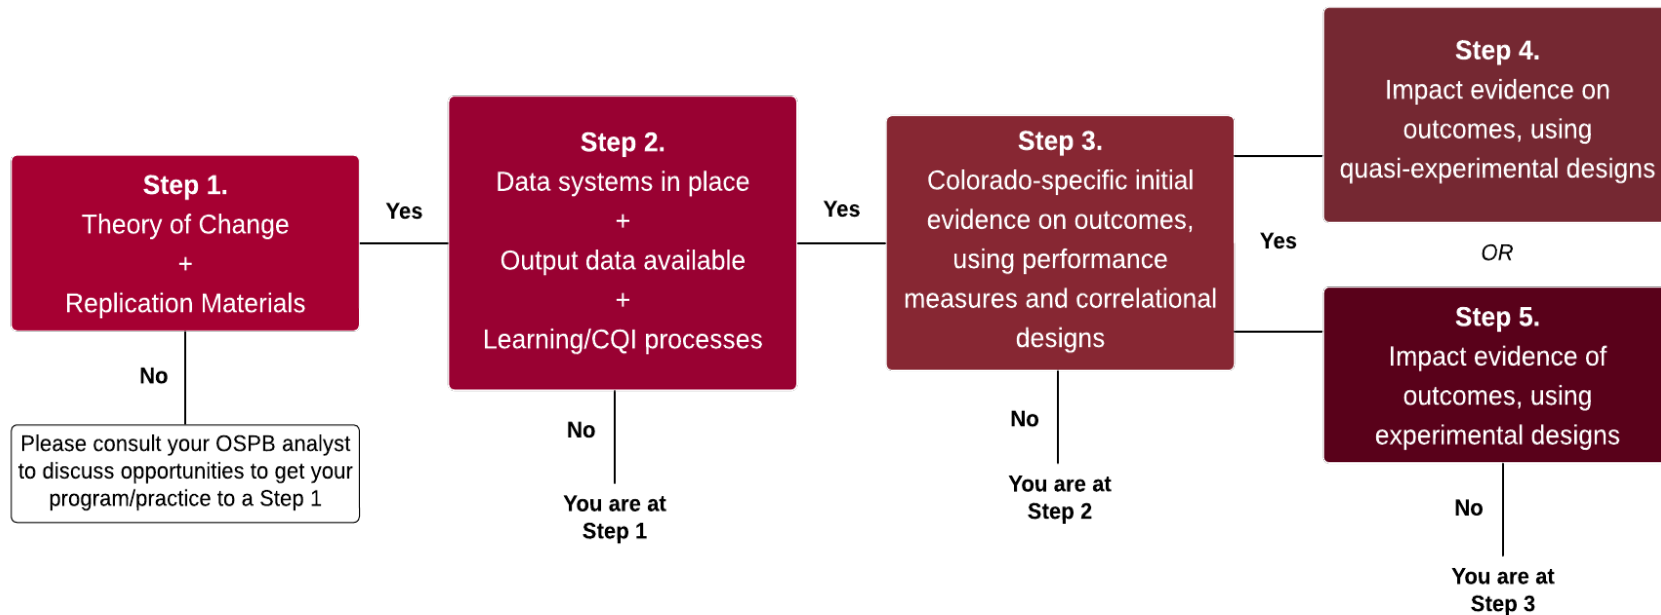 Step 1.
Theory of Change
+
Replication Materials
No
Please consult your OSPB analyst
to discuss opportunities to get your
program/practice to a Step 1
Yes
Step 2.
Data systems in place
+
Output data available
+
Learning/CQI processes
No
You are at
Step 1
Yes
Step 3.
Colorado-specific initial
evidence on outcomes,
using performance
measures and correlational
designs
No
You are at
Step 2
Yes
Step 4.
Impact evidence on
outcomes, using
quasi-experimental designs
OR
Step 5.
Impact evidence of
outcomes, using
experimental designs
No
You are at
Step 3